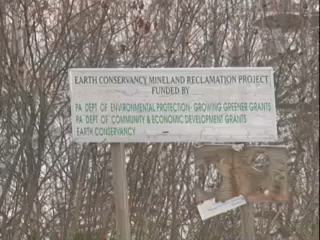 EARTH CONSERVANCY MINELAND RECLAMATION PROJECT
FUNDED BY
PA DEPT OF ENVIRONMENTAL PROTECTION- GROWING GREENER GRANTS
PA DEPT OF COMMUNITY & ECONOMIC DEVELOPMENT GRANTS
EARTH CONSERVANCY